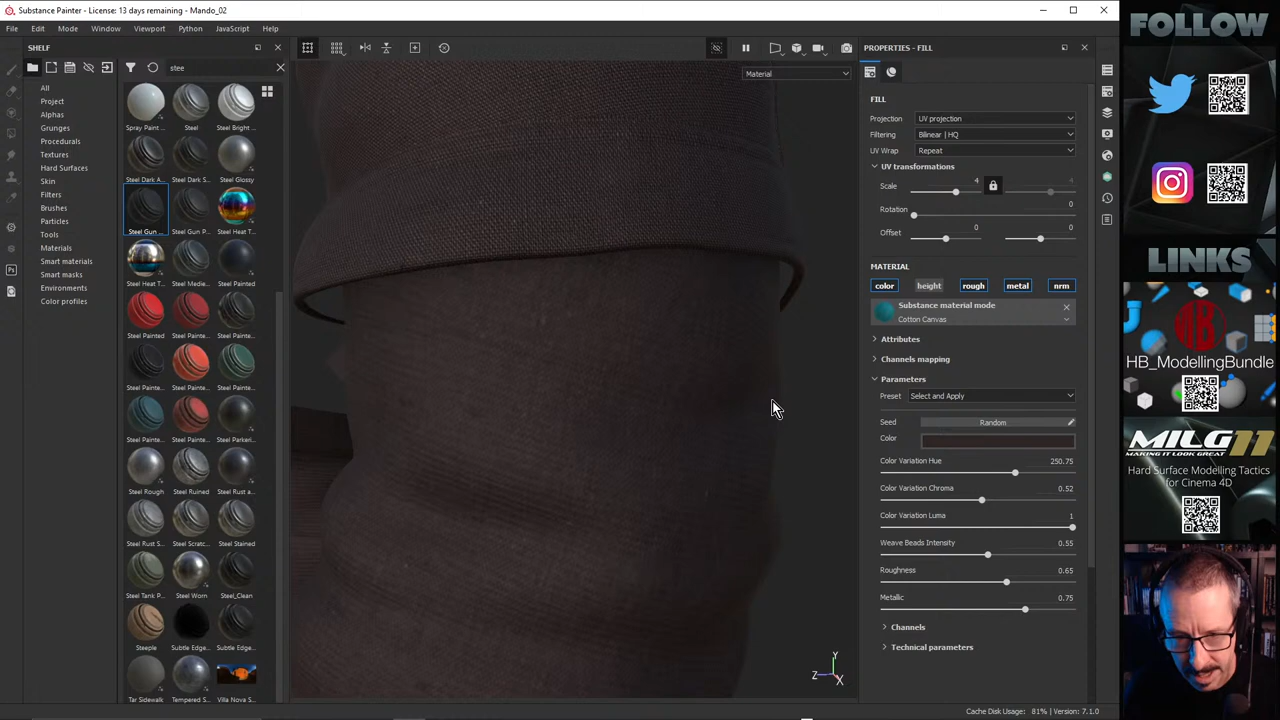 Substance Painter - License: 13 days remaining - Mando_02
File Edit Mode Window Viewport Python JavaScript Help
SHELF
stee
All
Project
Alphas
Grunges
Procedurals
Textures
Hard Surfaces
Skin
Filters
Brushes
Particles
Tools
Materials
Smart materials
Smart masks
Environments
Color profiles
Spray Paint ... Steel Steel Bright ...
Steel Dark A... Steel Dark S... Steel Glossy
Steel Gun ... Steel Gun P... Steel Heat T...
Steel Heat T... Steel Medie... Steel Painted
Steel Painted Steel Painte... Steel Painte...
Steel Painte... Steel Painte... Steel Painte...
Steel Painte... Steel Painte... Steel Parkeri...
Steel Rough Steel Ruined Steel Rust a...
Steel Rust S... Steel Scratc... Steel Stained
Steel Tank P... Steel Worn Steel_Clean
Steeple Subtle Edge... Subtle Edge...
Tar Sidewalk Tempered S... Villa Nova S...
Ps
Material
Y
Z
X
PROPERTIES - FILL
FILL
Projection UV projection
Filtering Bilinear | HQ
UV Wrap Repeat
UV transformations
Scale 4 4
Rotation 0
Offset 0 0
MATERIAL
color height rough metal nrm
Substance material mode
Cotton Canvas
Attributes
Channels mapping
Parameters
Preset Select and Apply
Seed Random
Color
Color Variation Hue 250.75
Color Variation Chroma 0.52
Color Variation Luma 1
Weave Beads Intensity 0.55
Roughness 0.65
Metallic 0.75
Channels
Technical parameters
Cache Disk Usage: 81% | Version: 7.1.0
FOLLOW
LINKS
HB
HB_ModellingBundle
MILG11
MAKING IT LOOK GREAT
Hard Surface Modelling Tactics
for Cinema 4D